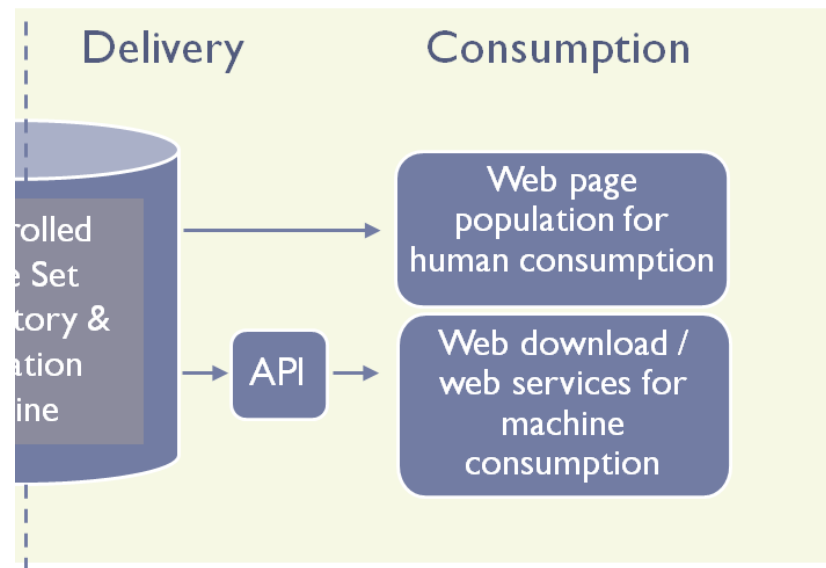 Delivery
Consumption
rolled
Set
tory &
ation
ine
API
Web page
population for
human consumption
Web download /
web services for
machine
consumption